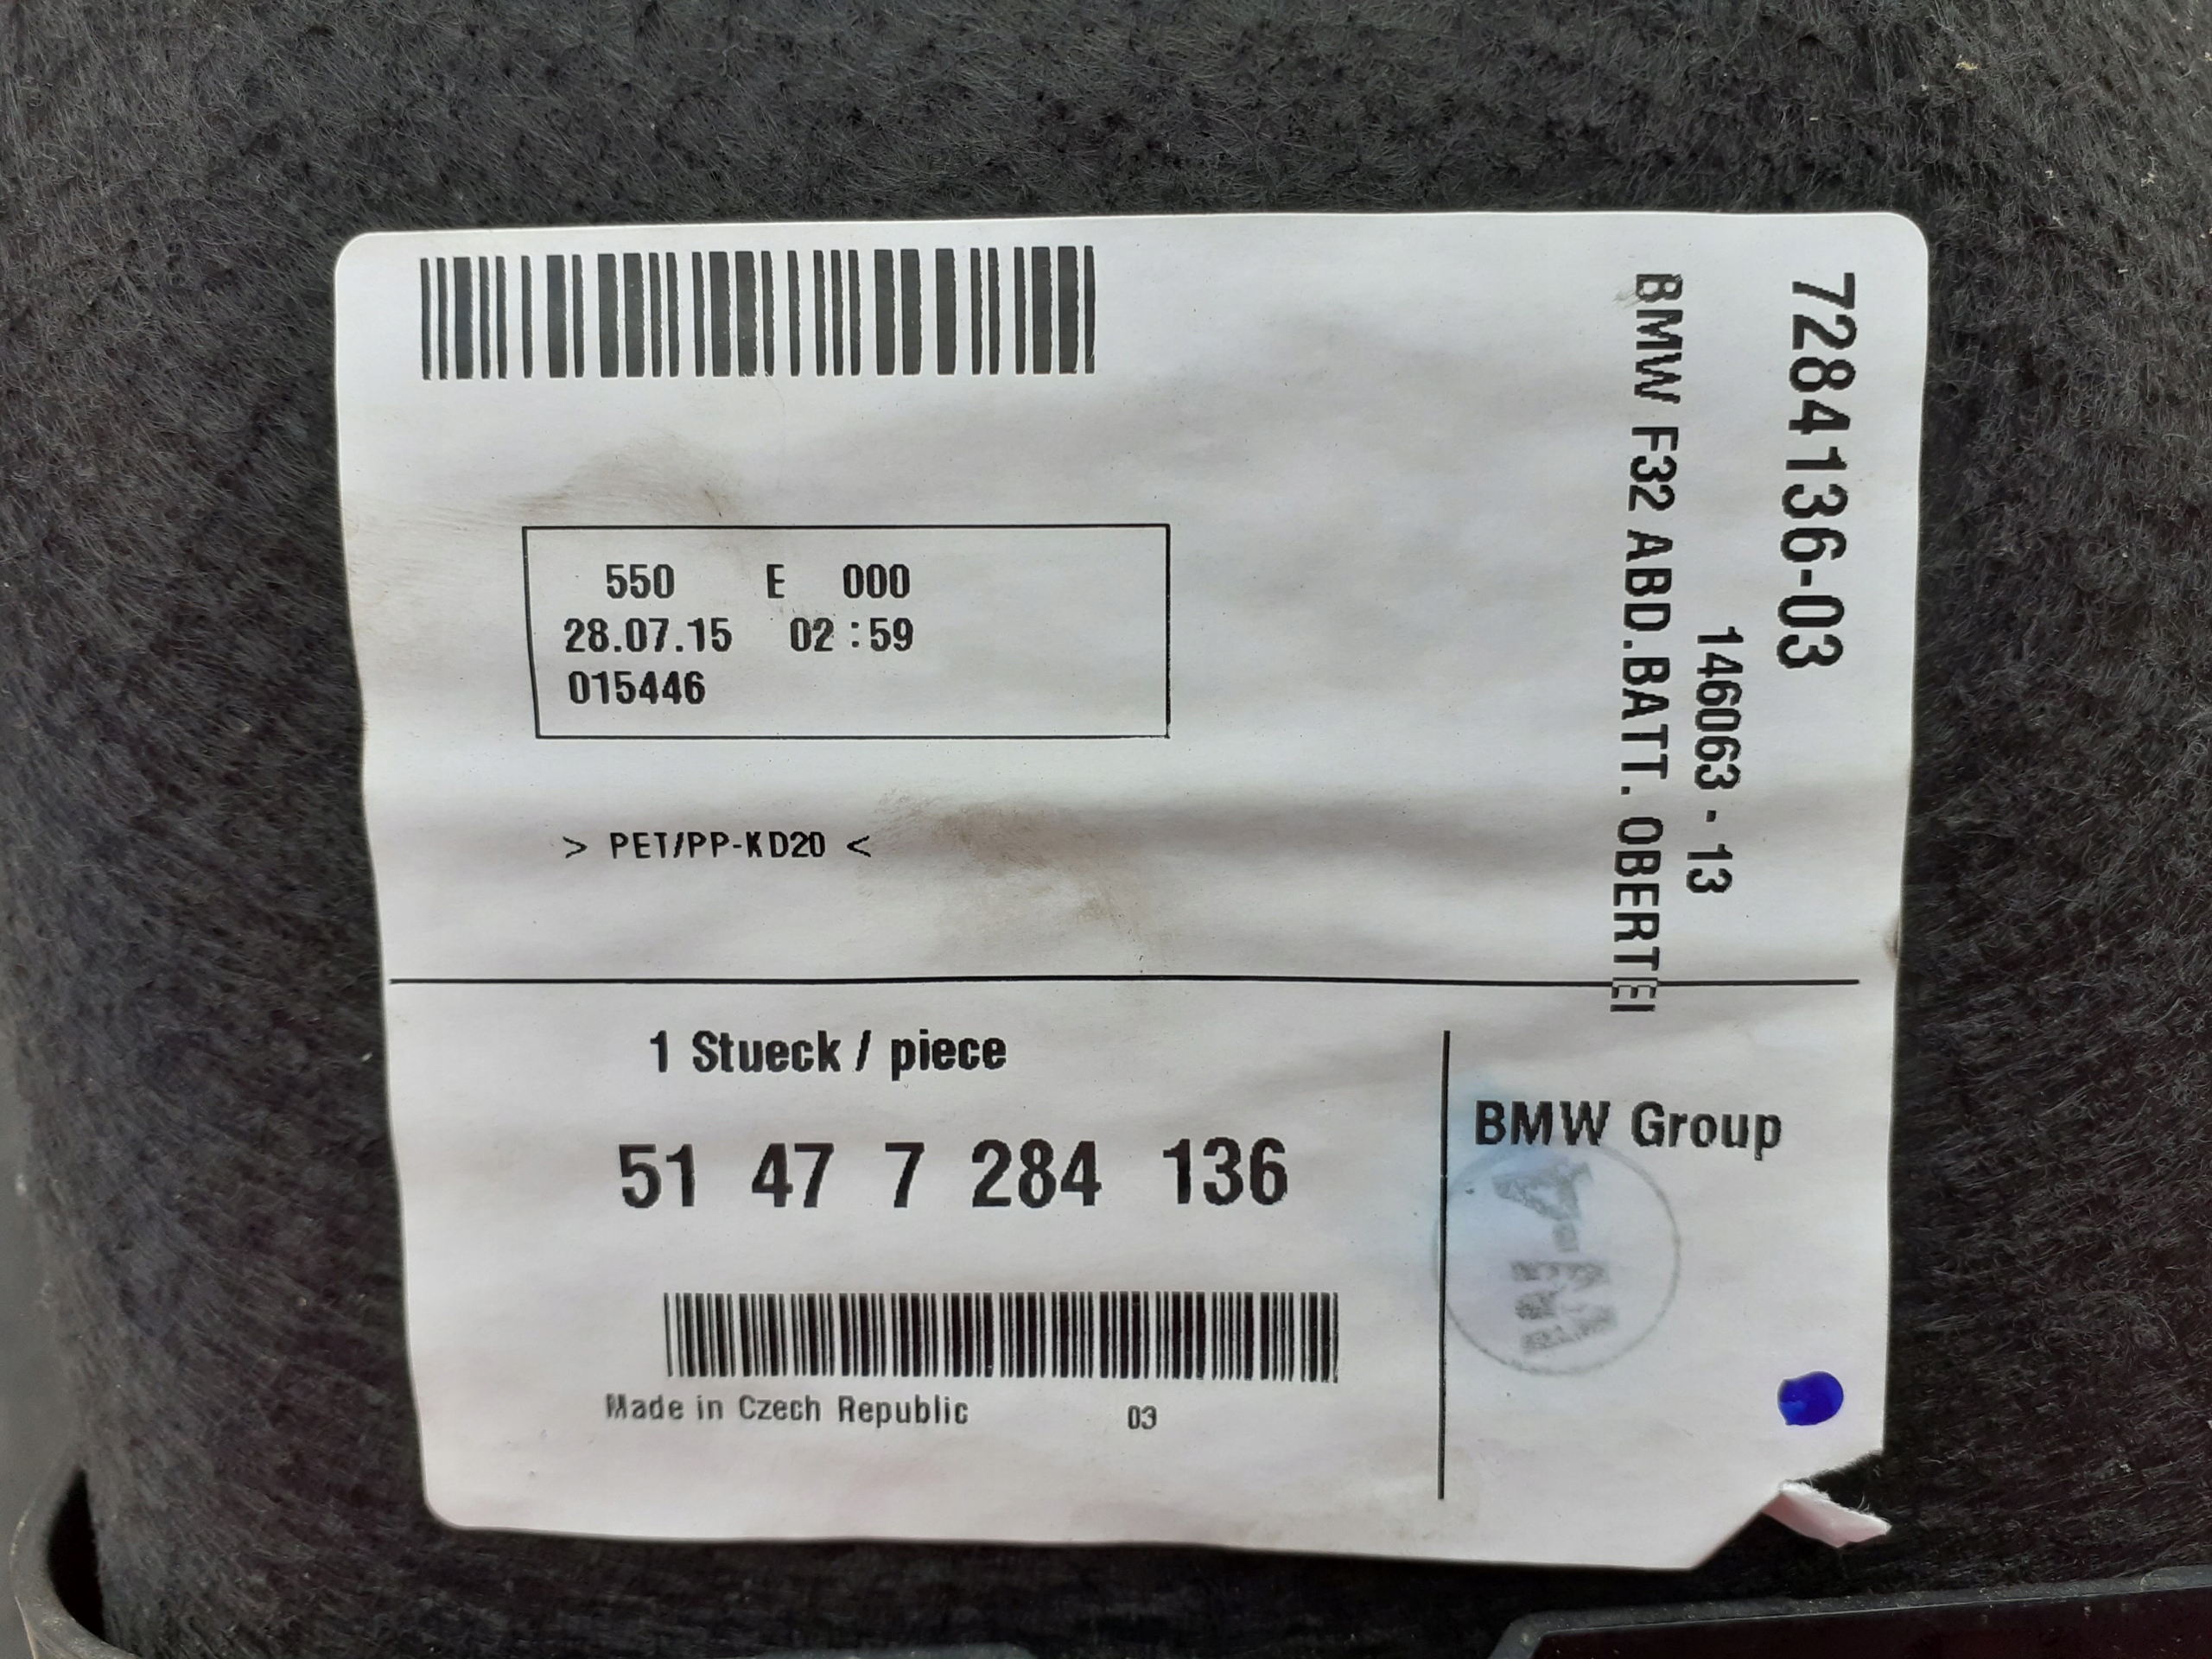 550 E 000
28.07.15 02:59
015446
> PET/PP-KD20 <
7284136-03
146063 - 13
BMW F32 ABD.BATT. OBERTEI
1 Stueck / piece
51 47 7 284 136
Made in Czech Republic 03
BMW Group
A-M